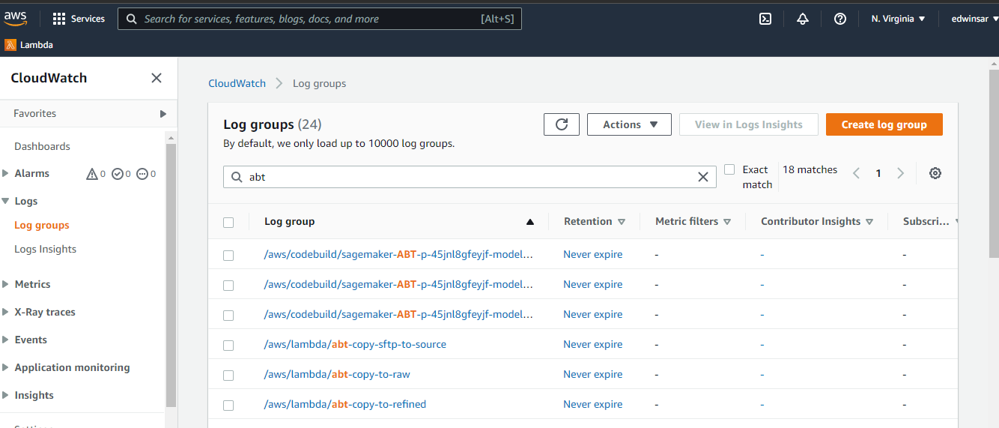 aws
Services
Search for services, features, blogs, docs, and more
[Alt+S]
N. Virginia
edwinsar
Lambda
CloudWatch
Favorites
Dashboards
Alarms
0
0
0
Logs
Log groups
Logs Insights
Metrics
X-Ray traces
Events
Application monitoring
Insights
CloudWatch
Log groups
Log groups (24)
By default, we only load up to 10000 log groups.
Actions
View in Logs Insights
Create log group
abt
Exact
match
18 matches
1
Log group
Retention
Metric filters
Contributor Insights
Subscri...
/aws/codebuild/sagemaker-ABT-p-45jnl8gfeyjf-model...
Never expire
-
-
-
/aws/codebuild/sagemaker-ABT-p-45jnl8gfeyjf-model...
Never expire
-
-
-
/aws/codebuild/sagemaker-ABT-p-45jnl8gfeyjf-model...
Never expire
-
-
-
/aws/lambda/abt-copy-sftp-to-source
Never expire
-
-
-
/aws/lambda/abt-copy-to-raw
Never expire
-
-
-
/aws/lambda/abt-copy-to-refined
Never expire
-
-
-